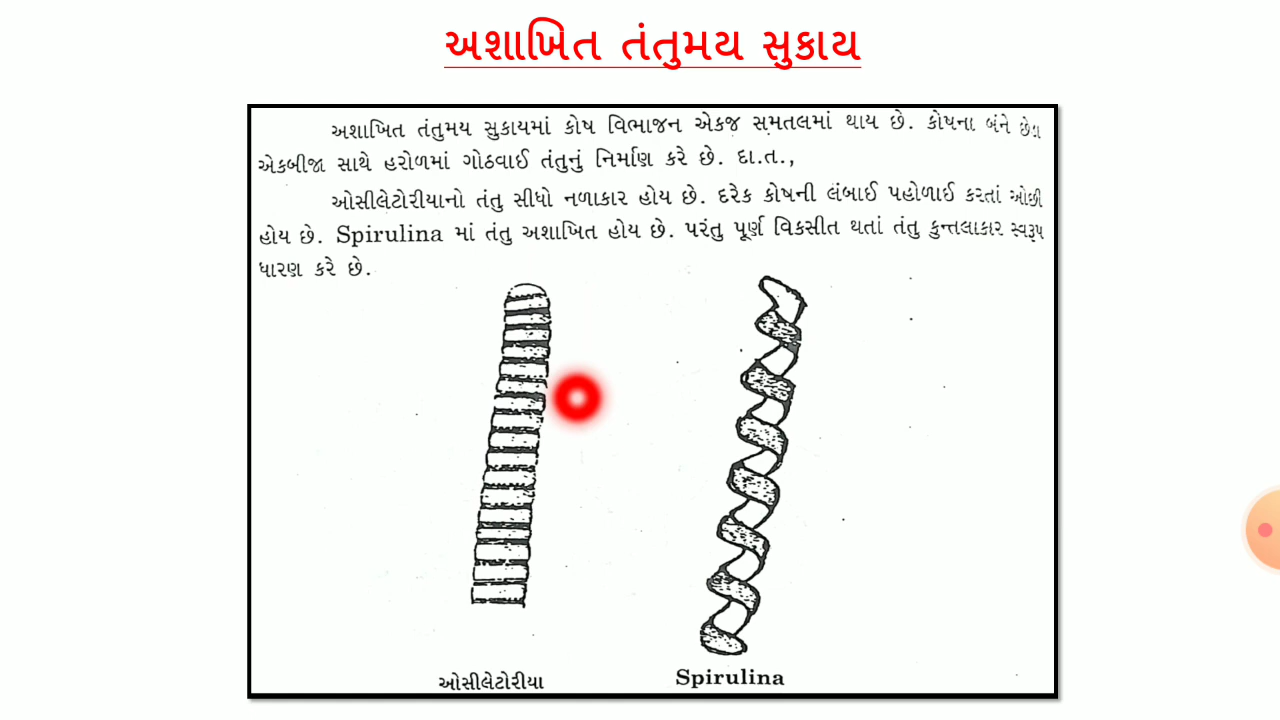 અશાખિત તંતુમય સુકાય
અશાખિત તંતુમય સુકાયમાં કોષ વિભાજન એકજ સમતલમાં થાય છે. કોષના બંને છેડા
એકબીજા સાથે હરોળમાં ગોઠવાઈ તંતુનું નિર્માણ કરે છે. દા.ત.,
ઓસીલેટોરીયાનો તંતુ સીધો નળાકાર હોય છે. દરેક કોષની લંબાઈ પહોળાઈ કરતાં ઓછી
હોય છે. Spirulina માં તંતુ અશાખિત હોય છે. પરંતુ પૂર્ણ વિકસીત થતાં તંતુ કુન્તલાકાર સ્વરૂપ
ધારણ કરે છે.
ઓસીલેટોરીયા
Spirulina